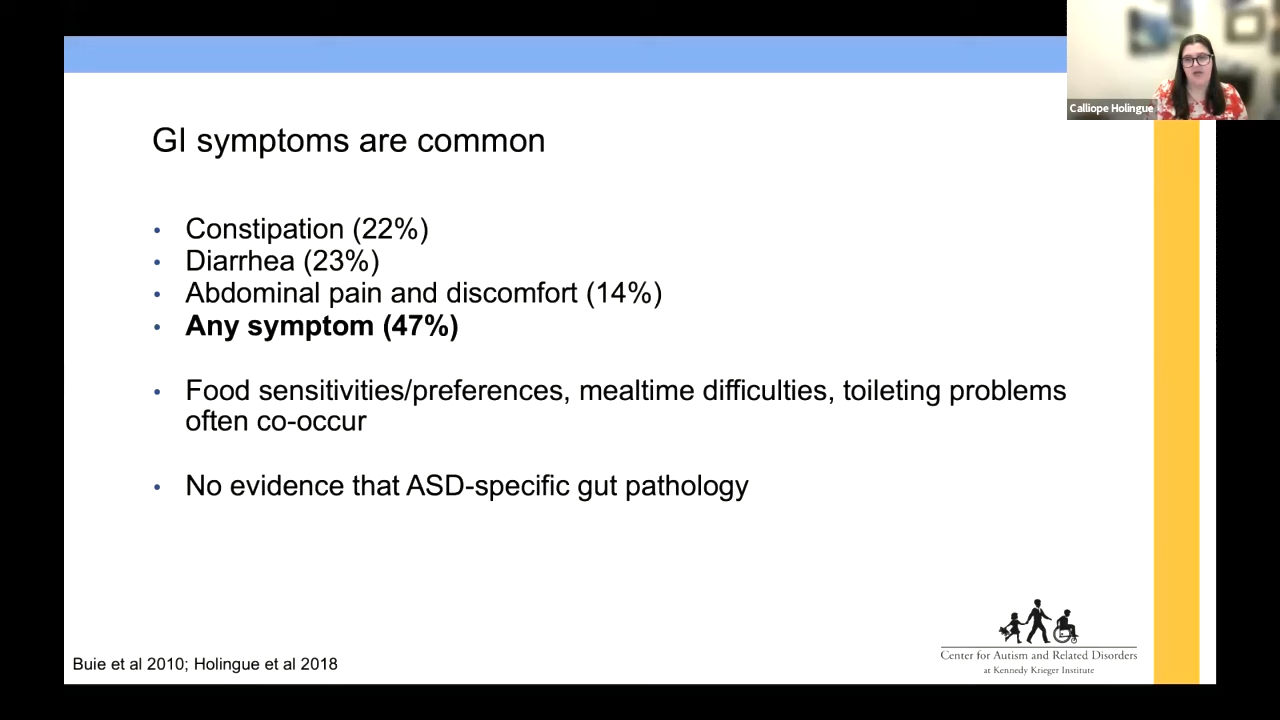 Calliope Holingue
GI symptoms are common
• Constipation (22%)
• Diarrhea (23%)
• Abdominal pain and discomfort (14%)
• Any symptom (47%)
• Food sensitivities/preferences, mealtime difficulties, toileting problems
often co-occur
• No evidence that ASD-specific gut pathology
Center for Autism and Related Disorders
at Kennedy Krieger Institute
Buie et al 2010; Holingue et al 2018